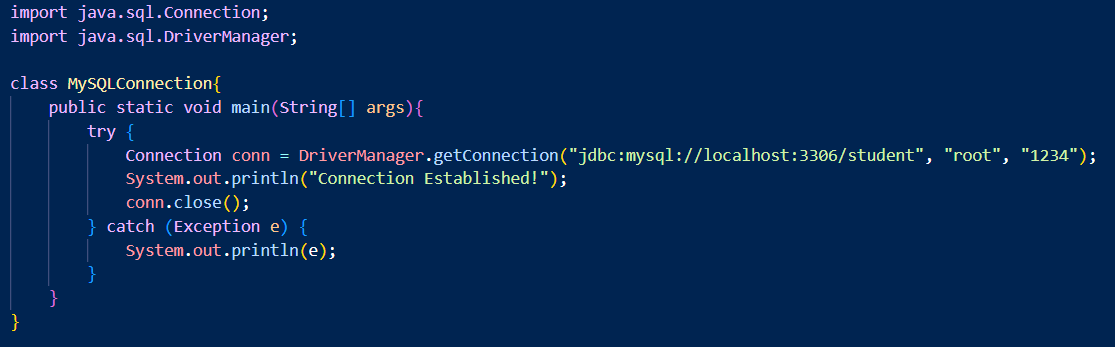 import java.sql.Connection;
import java.sql.DriverManager;

class MySQLConnection{
    public static void main(String[] args){
        try {
            Connection conn = DriverManager.getConnection("jdbc:mysql://localhost:3306/student", "root", "1234");
            System.out.println("Connection Established!");
            conn.close();
        } catch (Exception e) {
            System.out.println(e);
        }
    }
}